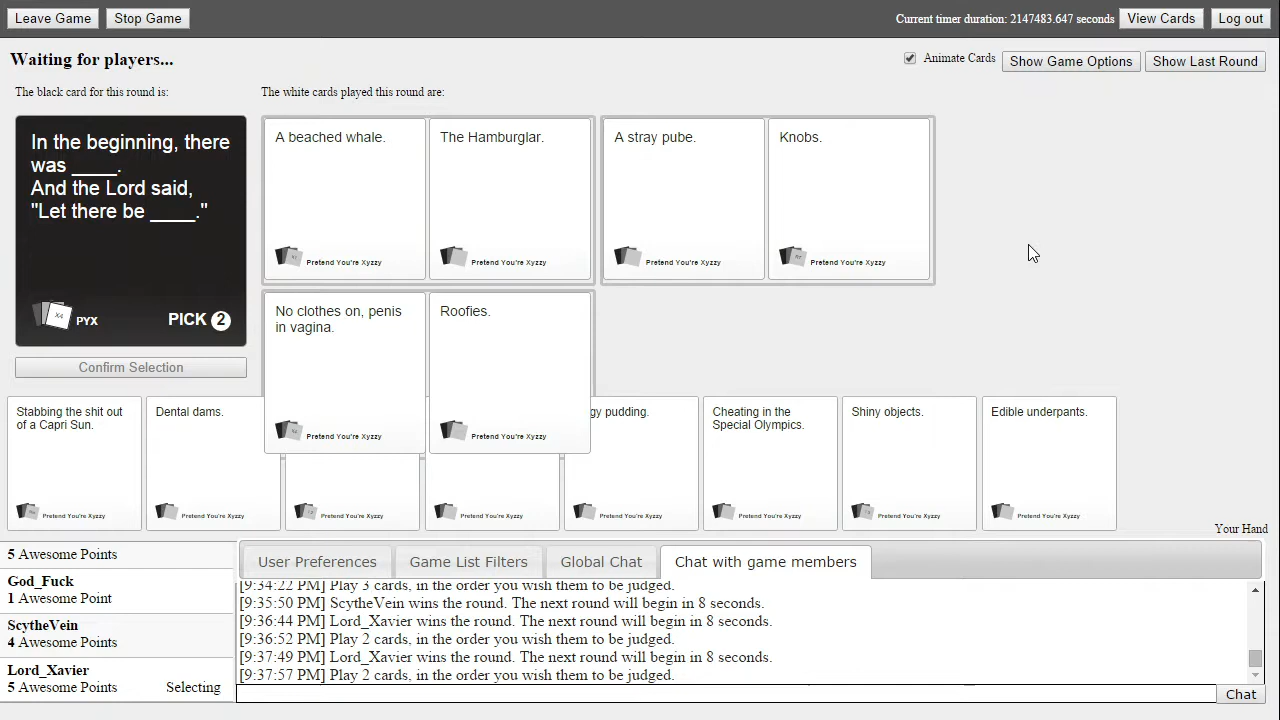 Leave Game
Stop Game
Current timer duration: 2147483.647 seconds
View Cards
Log out
Waiting for players...
Animate Cards
Show Game Options
Show Last Round
The black card for this round is:
The white cards played this round are:
In the beginning, there
was ____.
And the Lord said,
"Let there be ____."
PYX
PICK 2
Confirm Selection
A beached whale.
Pretend You're Xyzzy
The Hamburglar.
Pretend You're Xyzzy
A stray pube.
Pretend You're Xyzzy
Knobs.
Pretend You're Xyzzy
No clothes on, penis
in vagina.
Pretend You're Xyzzy
Roofies.
Pretend You're Xyzzy
Stabbing the shit out
of a Capri Sun.
Pretend You're Xyzzy
Dental dams.
Pretend You're Xyzzy
Pretend You're Xyzzy
Pretend You're Xyzzy
gy pudding.
Pretend You're Xyzzy
Cheating in the
Special Olympics.
Pretend You're Xyzzy
Shiny objects.
Pretend You're Xyzzy
Edible underpants.
Pretend You're Xyzzy
Your Hand
5 Awesome Points
God_Fuck
1 Awesome Point
ScytheVein
4 Awesome Points
Lord_Xavier
5 Awesome Points Selecting
User Preferences
Game List Filters
Global Chat
Chat with game members
[9:34:22 PM] Play 3 cards, in the order you wish them to be judged.
[9:35:50 PM] ScytheVein wins the round. The next round will begin in 8 seconds.
[9:36:44 PM] Lord_Xavier wins the round. The next round will begin in 8 seconds.
[9:36:52 PM] Play 2 cards, in the order you wish them to be judged.
[9:37:49 PM] Lord_Xavier wins the round. The next round will begin in 8 seconds.
[9:37:57 PM] Play 2 cards, in the order you wish them to be judged.
Chat